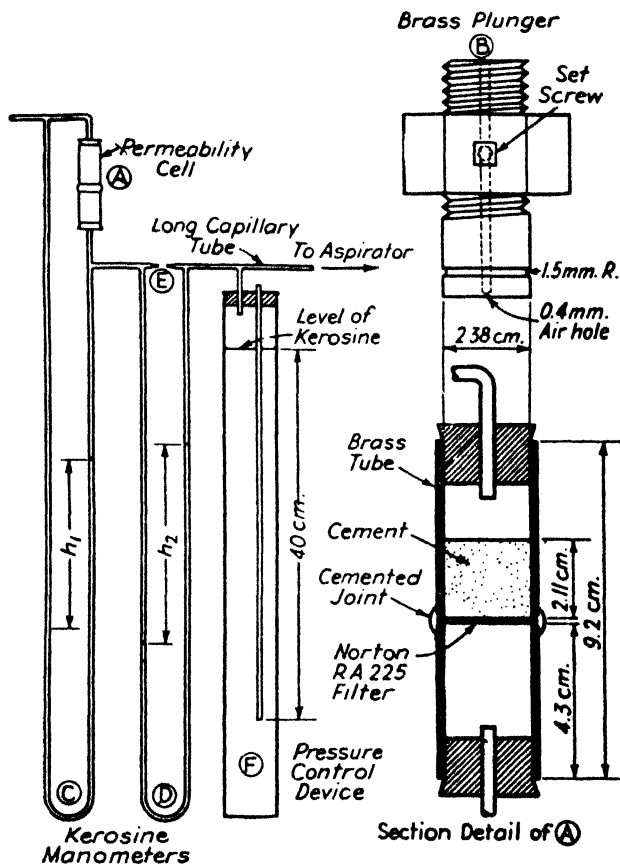 Brass Plunger
B
Set
Screw
Permeability
Cell
A
Long Capillary
Tube
To Aspirator
E
1.5mm. R.
0.4mm.
Air hole
Level of
Kerosine
2 38 cm.
Brass
Tube
h1
h2
40 cm.
Cement
Cemented
Joint
2.11 cm.
9.2 cm.
Norton
RA 225
Filter
4.3 cm.
C
D
F
Pressure
Control
Device
Kerosine
Manometers
Section Detail of A